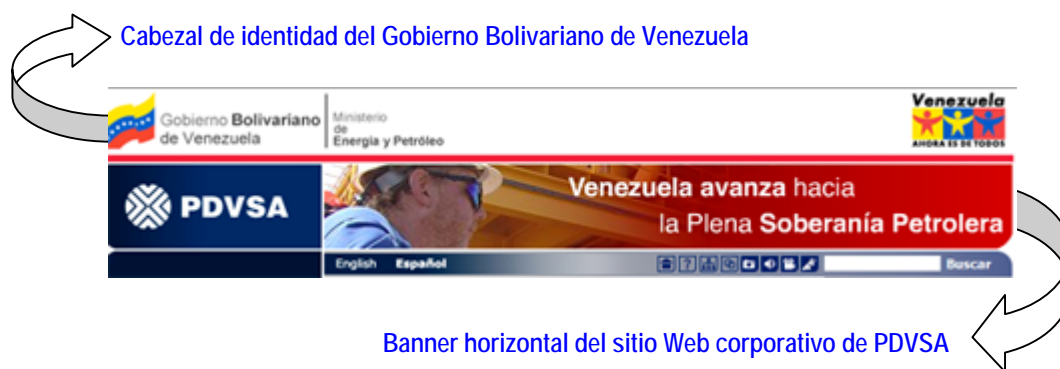 Cabezal de identidad del Gobierno Bolivariano de Venezuela
Gobierno Bolivariano
de Venezuela
Ministerio
de
Energía y Petróleo
Venezuela
AHORA ES DE TODOS
PDVSA
Venezuela avanza hacia
la Plena Soberanía Petrolera
English Español
? Buscar
Banner horizontal del sitio Web corporativo de PDVSA